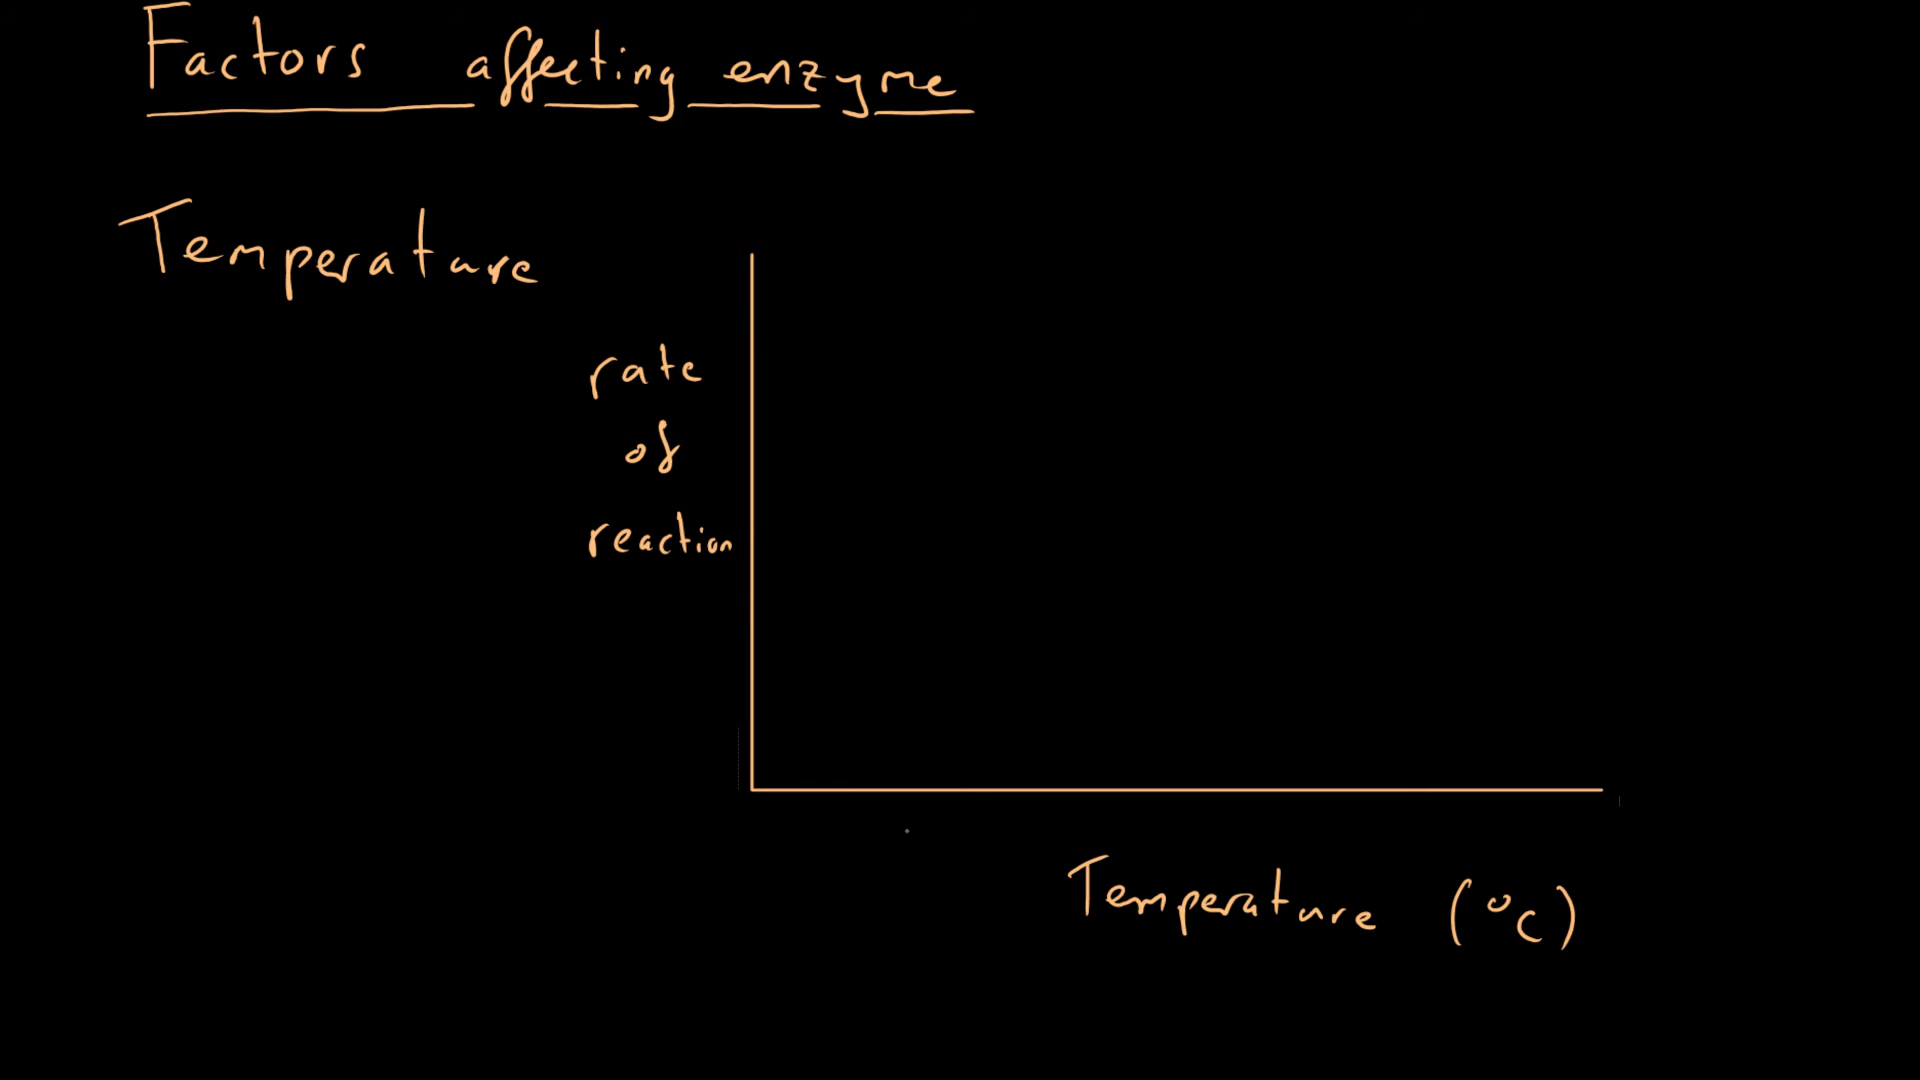 Factors affecting enzyme
Temperature
rate
of
reaction
Temperature (°C)